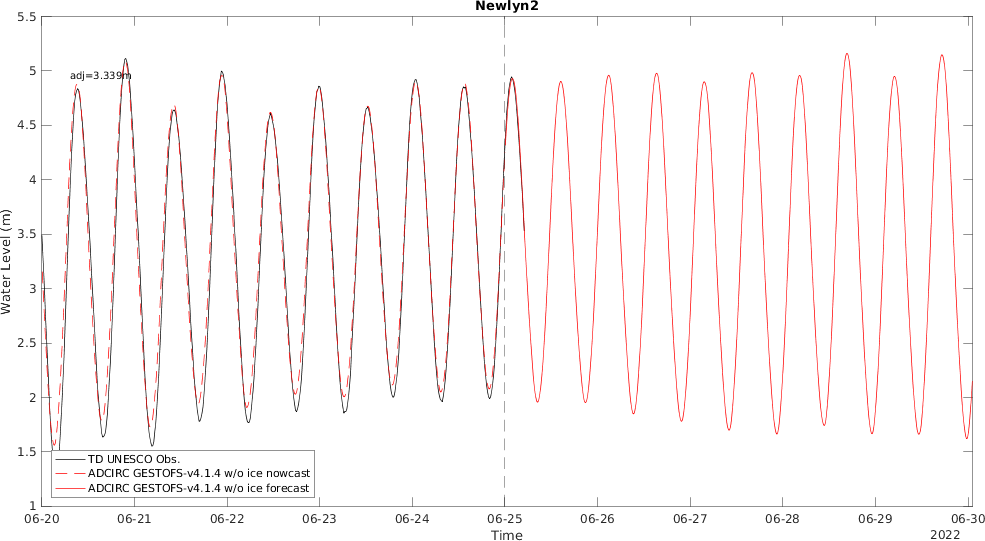 Newlyn2
5.5
5
4.5
4
3.5
3
2.5
2
1.5
1
Water Level (m)
adj=3.339m
TD UNESCO Obs.
ADCIRC GESTOFS-v4.1.4 w/o ice nowcast
ADCIRC GESTOFS-v4.1.4 w/o ice forecast
06-20 06-21 06-22 06-23 06-24 06-25 06-26 06-27 06-28 06-29 06-30
Time
2022